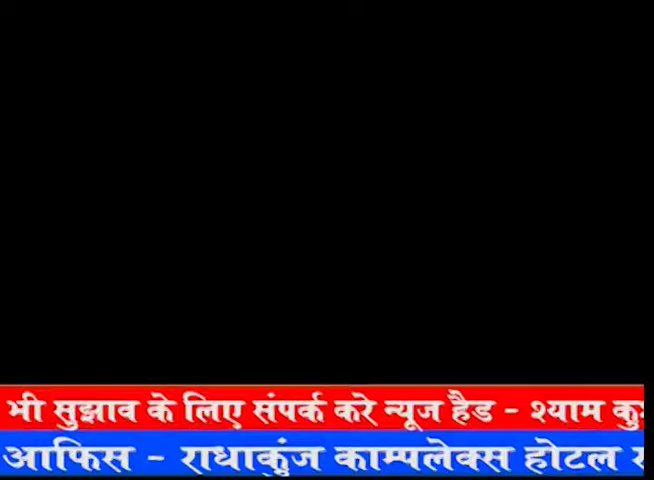 भी सुझाव के लिए संपर्क करे न्यूज हैड - श्याम
आफिस - राधाकुंज काम्पलेक्स होटल